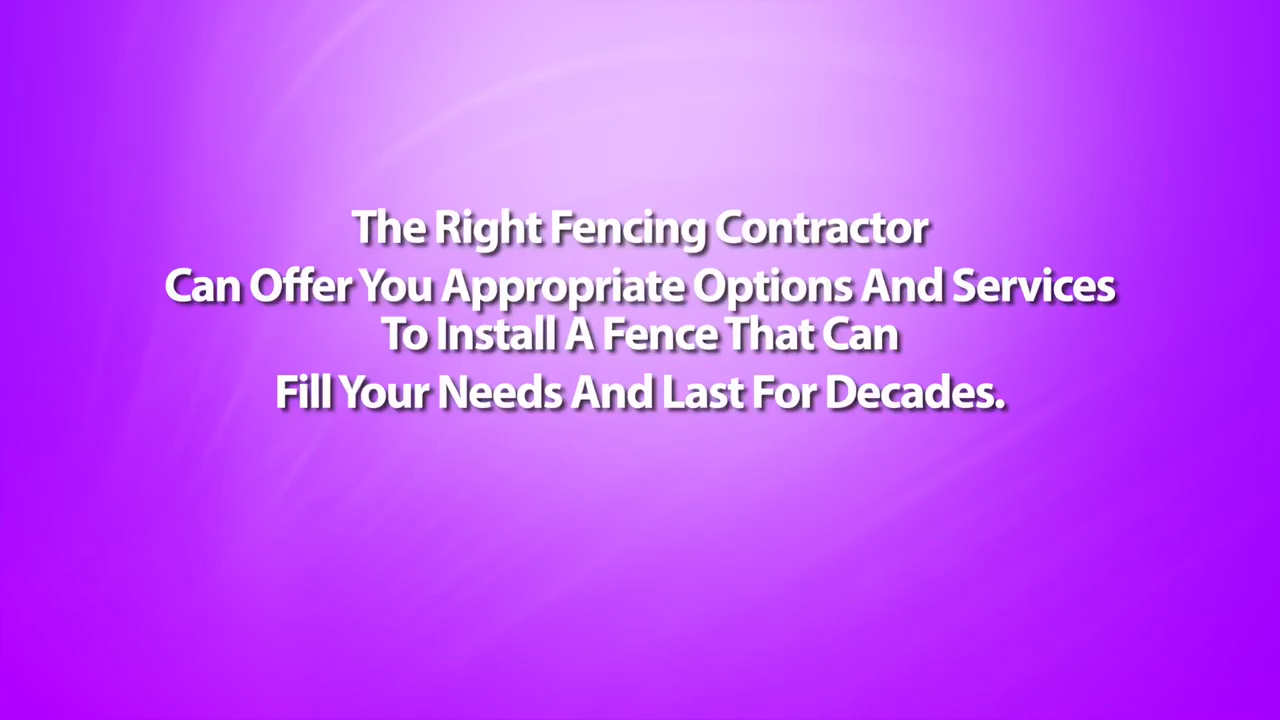 The Right Fencing Contractor
Can Offer You Appropriate Options And Services
To Install A Fence That Can
Fill Your Needs And Last For Decades.